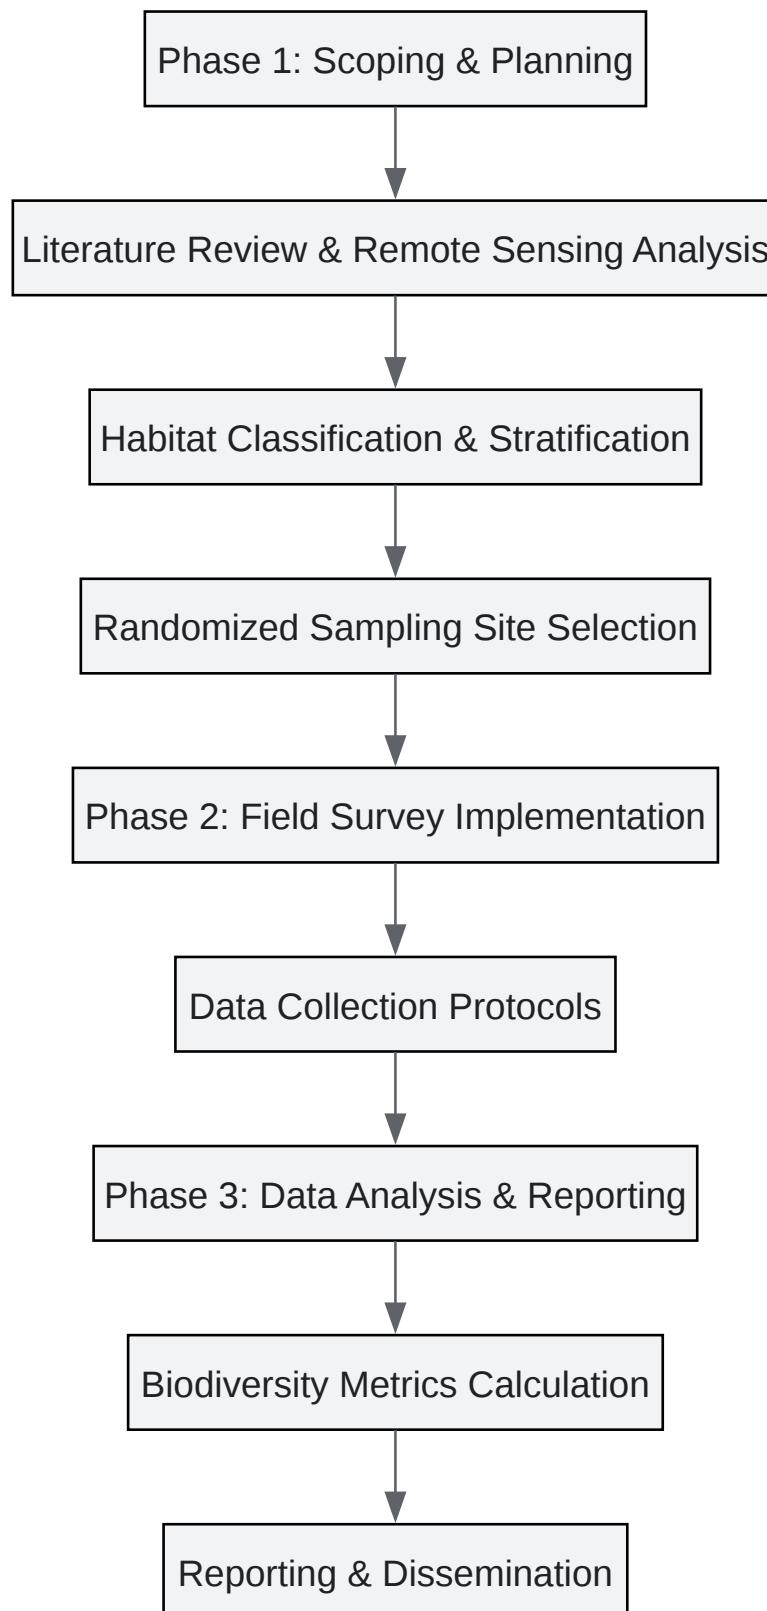 Phase 1: Scoping & Planning
Literature Review & Remote Sensing Analysis
Habitat Classification & Stratification
Randomized Sampling Site Selection
Phase 2: Field Survey Implementation
Data Collection Protocols
Phase 3: Data Analysis & Reporting
Biodiversity Metrics Calculation
Reporting & Dissemination